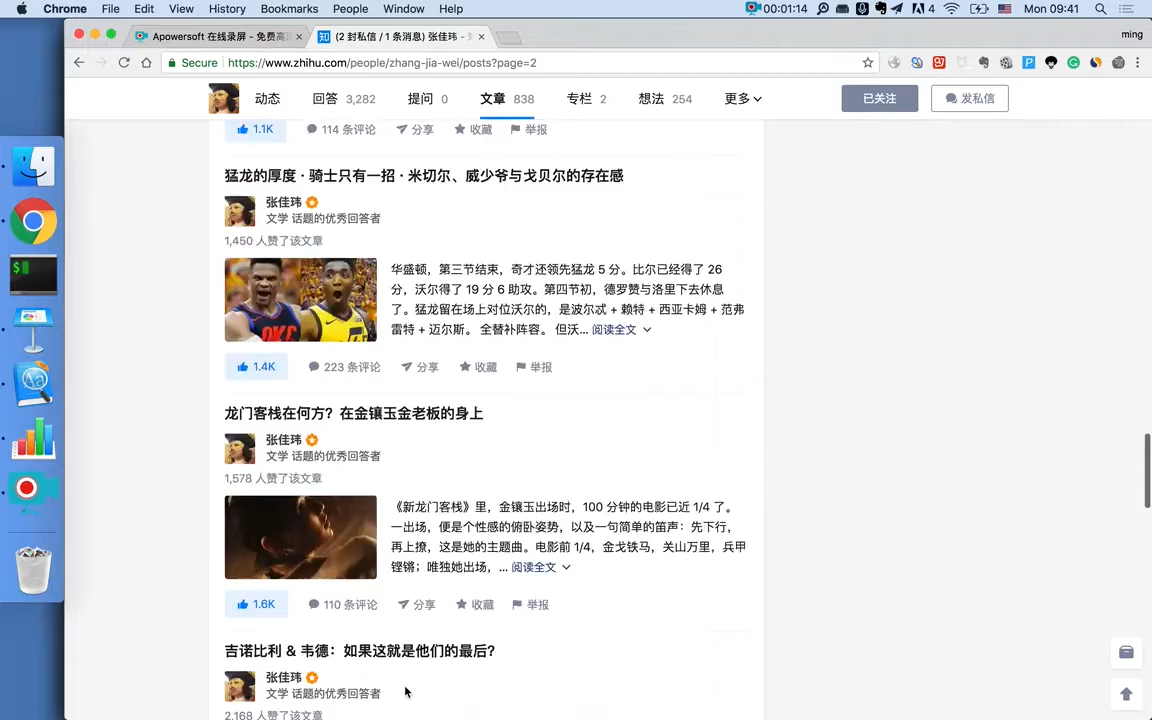 Chrome File Edit View History Bookmarks People Window Help 00:01:14 4 Mon 09:41
Apowersoft 在线录屏 - 免费高清 × 知 (2 封私信 / 1 条消息) 张佳玮 - ×
ming
Secure https://www.zhihu.com/people/zhang-jia-wei/posts?page=2
动态 回答 3,282 提问 0 文章 838 专栏 2 想法 254 更多 已关注 发私信
1.1K 114 条评论 分享 收藏 举报
猛龙的厚度 · 骑士只有一招 · 米切尔、威少爷与戈贝尔的存在感
张佳玮
文学 话题的优秀回答者
1,450 人赞了该文章
华盛顿，第三节结束，奇才还领先猛龙 5 分。比尔已经得了 26
分，沃尔得了 19 分 6 助攻。第四节初，德罗赞与洛里下去休息
了。猛龙留在场上对位沃尔的，是波尔忒 + 赖特 + 西亚卡姆 + 范弗
雷特 + 迈尔斯。 全替补阵容。 但沃... 阅读全文
1.4K 223 条评论 分享 收藏 举报
龙门客栈在何方？在金镶玉金老板的身上
张佳玮
文学 话题的优秀回答者
1,578 人赞了该文章
《新龙门客栈》里，金镶玉出场时，100 分钟的电影已近 1/4 了。
一出场，便是个性感的俯卧姿势，以及一句简单的笛声：先下行，
再上撩，这是她的主题曲。电影前 1/4，金戈铁马，关山万里，兵甲
铿锵；唯独她出场，... 阅读全文
1.6K 110 条评论 分享 收藏 举报
吉诺比利 & 韦德：如果这就是他们的最后？
张佳玮
文学 话题的优秀回答者
2,168 人赞了该文章